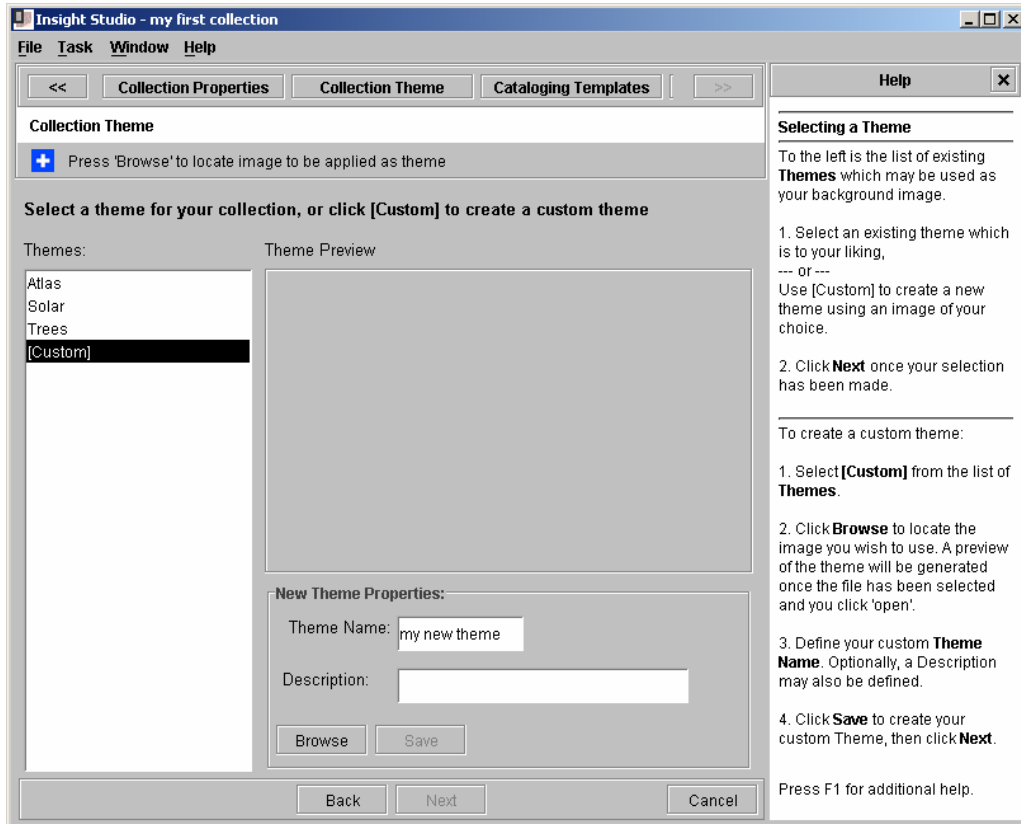 Insight Studio - my first collection
File Task Window Help
<< Collection Properties Collection Theme Cataloging Templates >>
Collection Theme
Press 'Browse' to locate image to be applied as theme
Select a theme for your collection, or click [Custom] to create a custom theme
Themes:
Atlas
Solar
Trees
[Custom]
Theme Preview
New Theme Properties:
Theme Name: my new theme
Description:
Browse Save
Back Next Cancel
Help
Selecting a Theme
To the left is the list of existing
Themes which may be used as
your background image.
1. Select an existing theme which
is to your liking,
--- or ---
Use [Custom] to create a new
theme using an image of your
choice.
2. Click Next once your selection
has been made.
To create a custom theme:
1. Select [Custom] from the list of
Themes.
2. Click Browse to locate the
image you wish to use. A preview
of the theme will be generated
once the file has been selected
and you click 'open'.
3. Define your custom Theme
Name. Optionally, a Description
may also be defined.
4. Click Save to create your
custom Theme, then click Next.
Press F1 for additional help.